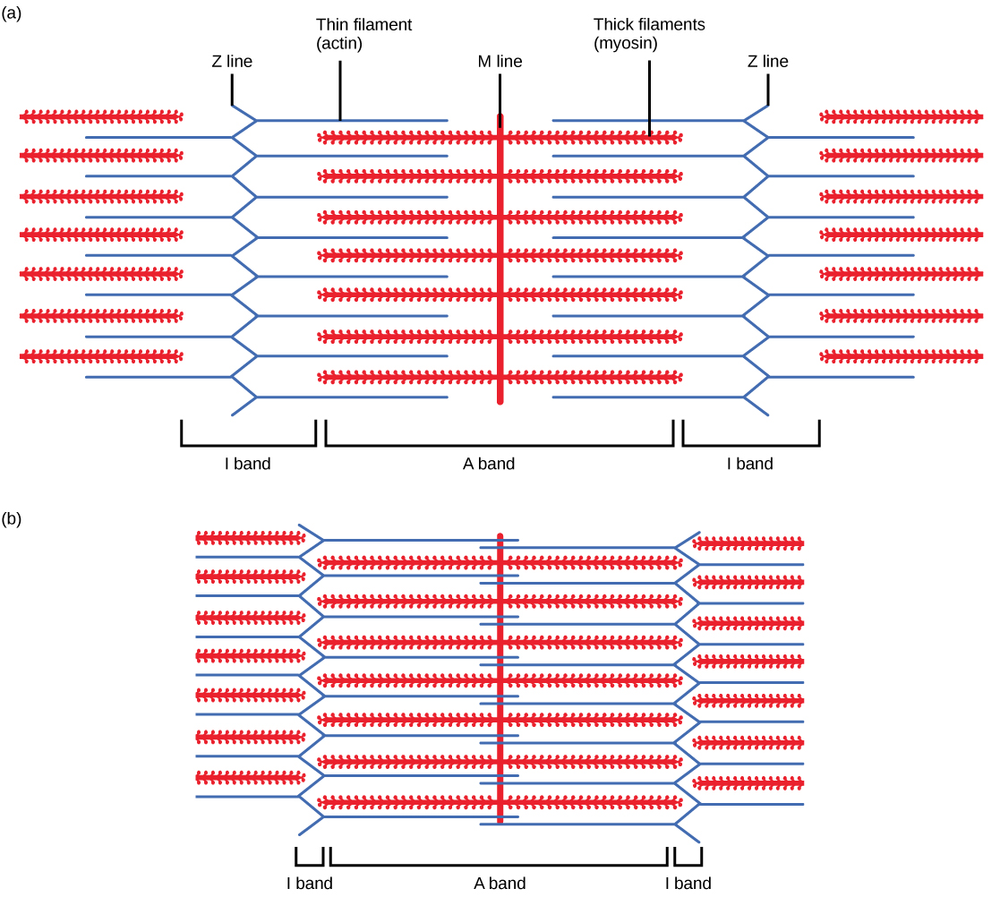 (a)
Thin filament
(actin)
Thick filaments
(myosin)
Z line
M line
Z line
I band
A band
I band
(b)
I band
A band
I band